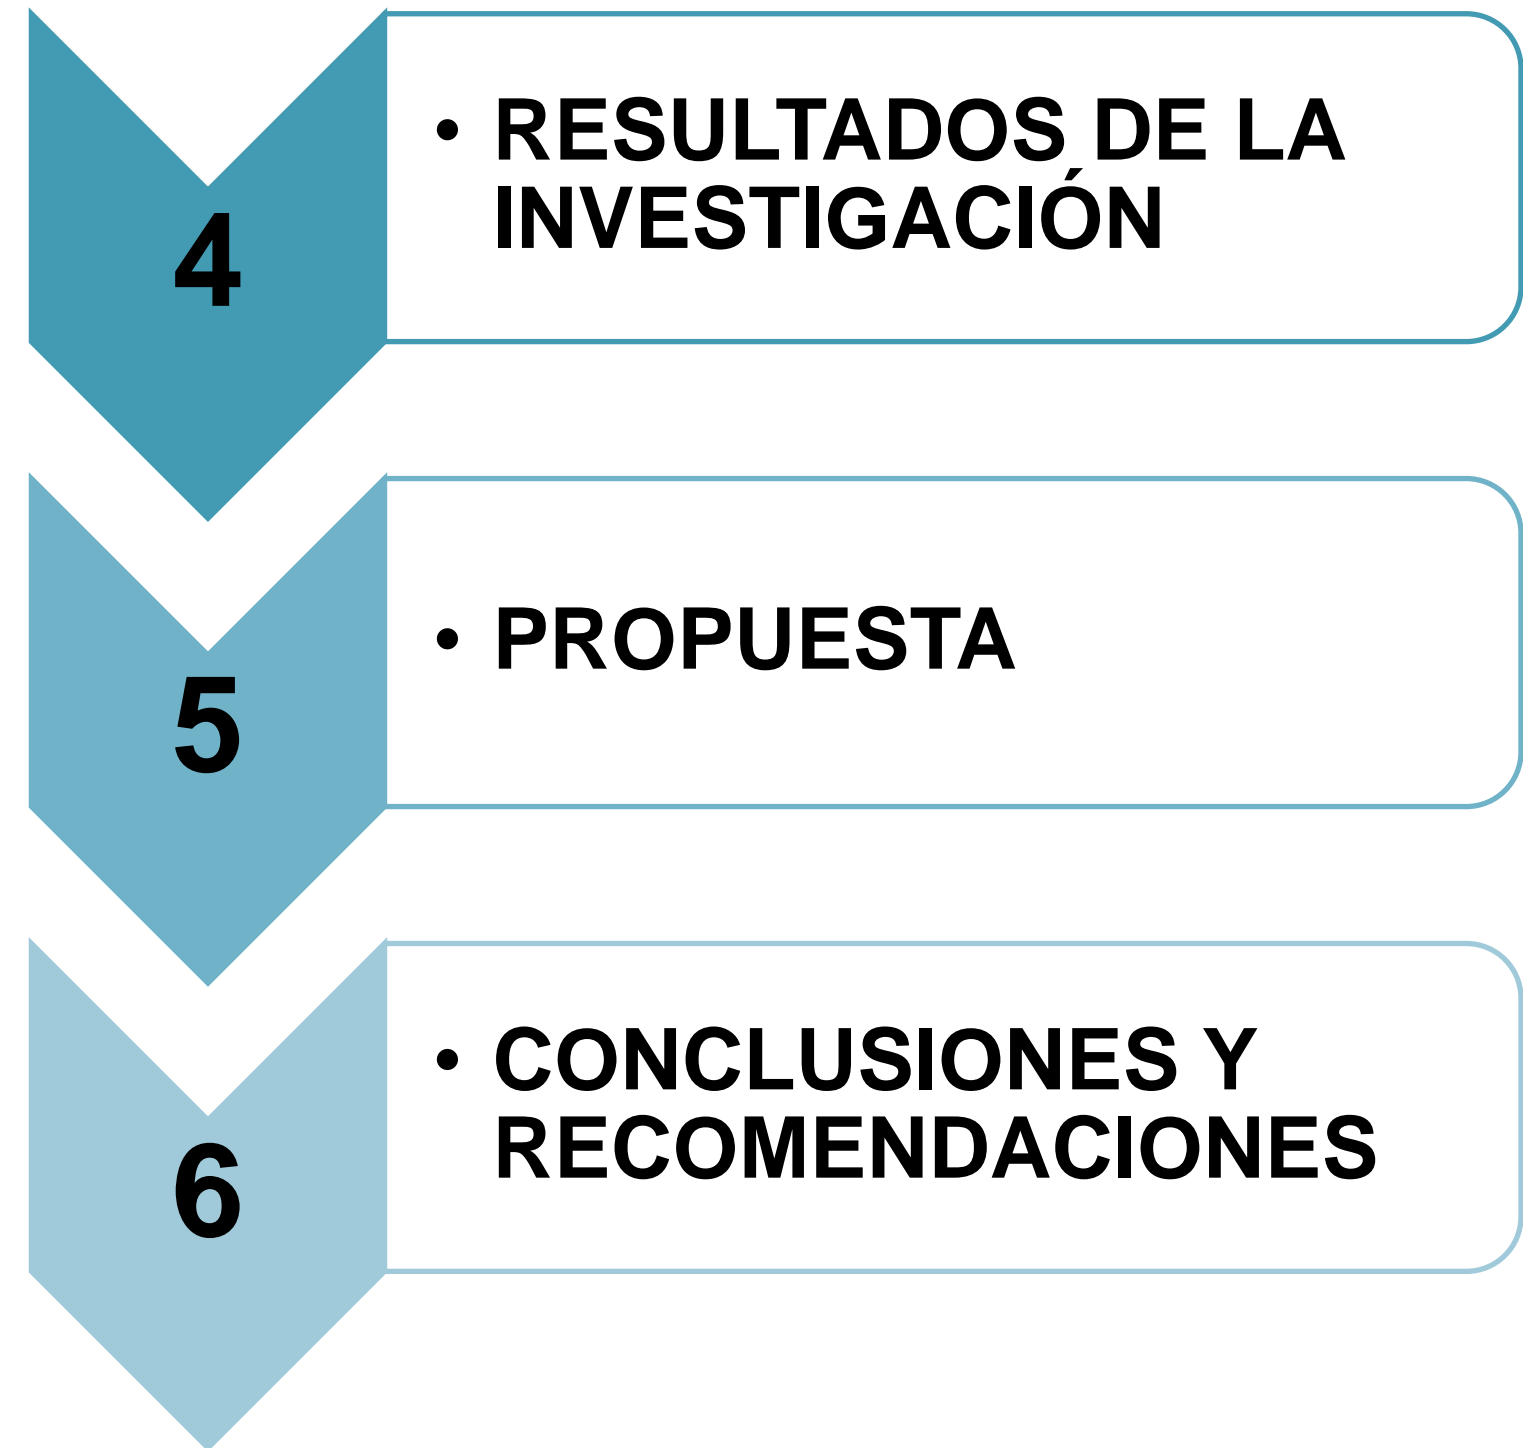 4
• RESULTADOS DE LA
INVESTIGACIÓN
5
• PROPUESTA
6
• CONCLUSIONES Y
RECOMENDACIONES